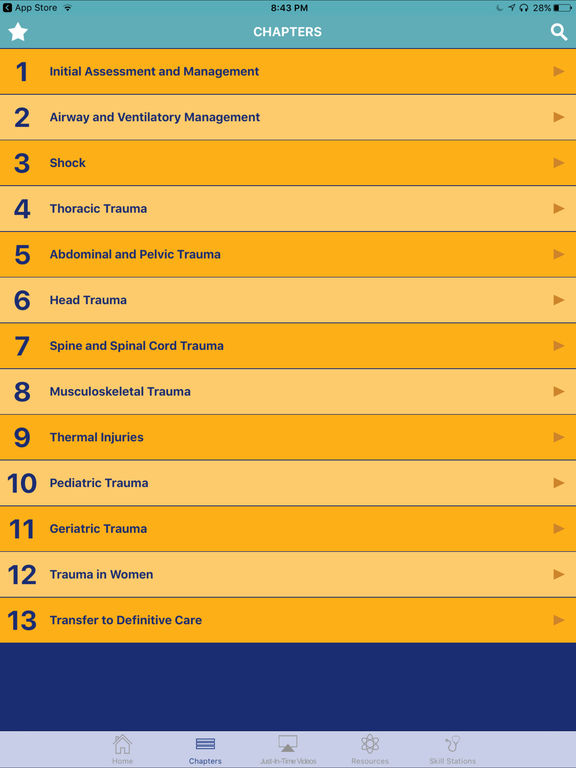 App Store 8:43 PM 28%
CHAPTERS
1 Initial Assessment and Management
2 Airway and Ventilatory Management
3 Shock
4 Thoracic Trauma
5 Abdominal and Pelvic Trauma
6 Head Trauma
7 Spine and Spinal Cord Trauma
8 Musculoskeletal Trauma
9 Thermal Injuries
10 Pediatric Trauma
11 Geriatric Trauma
12 Trauma in Women
13 Transfer to Definitive Care
Home Chapters Just-In-Time Videos Resources Skill Stations